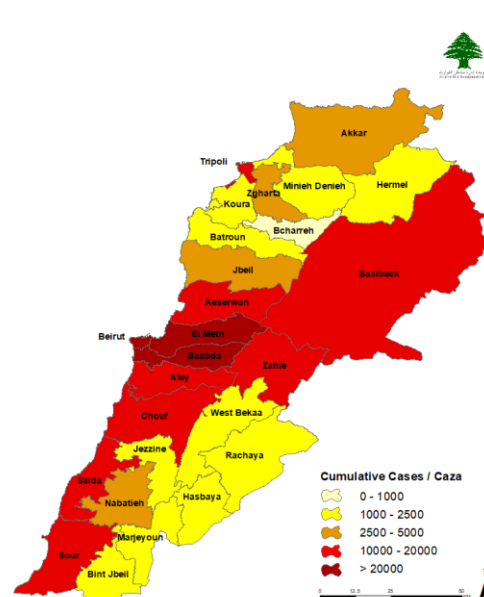 Akkar
Tripoli
Zgharta
Minieh Denieh
Hermel
Koura
Bcharreh
Batroun
Baalbeck
Jbeil
Keserwan
Beirut
El Metn
Baabda
Zahle
Aley
West Bekaa
Chouf
Jezzine
Rachaya
Saida
Nabatieh
Hasbaya
Marjeyoun
Sour
Bint Jbeil
Cumulative Cases / Caza
0 - 1000
1000 - 2500
2500 - 5000
10000 - 20000
> 20000
0 12.5 25 50